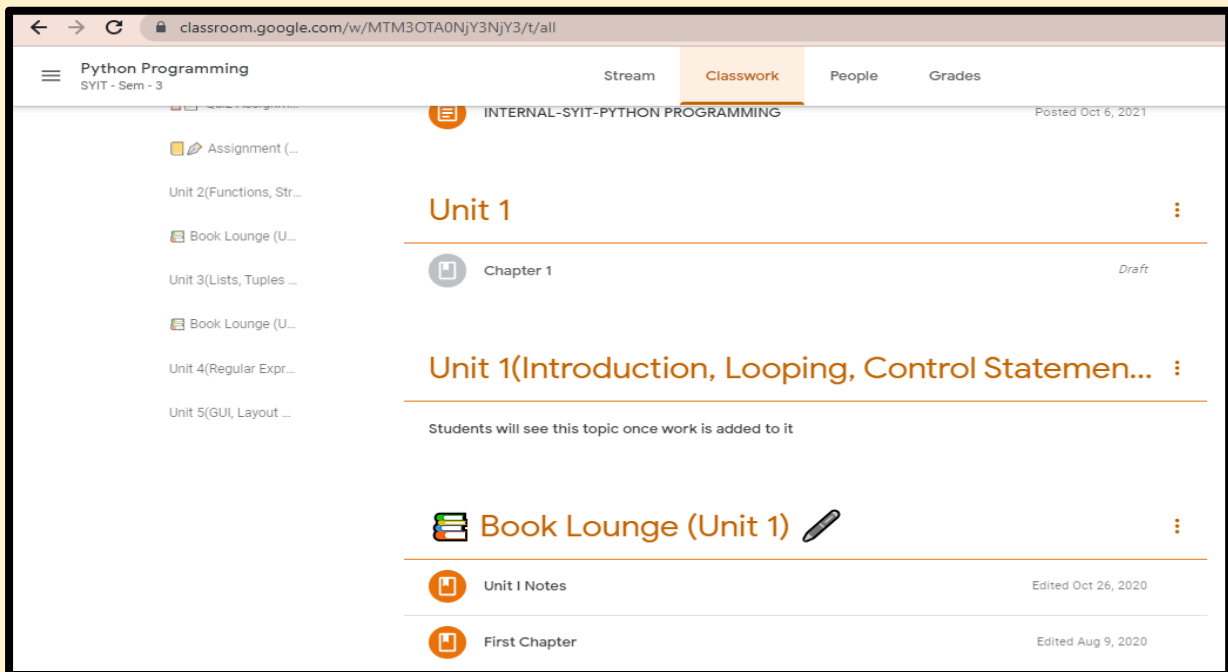 classroom.google.com/w/MTM3OTA0NjY3NjY3/t/all
Python Programming
SYIT - Sem - 3
Stream Classwork People Grades
Quiz Assignm...
INTERNAL-SYIT-PYTHON PROGRAMMING Posted Oct 6, 2021
Assignment (...
Unit 2(Functions, Str...
Book Lounge (U...
Unit 3(Lists, Tuples ...
Book Lounge (U...
Unit 4(Regular Expr...
Unit 5(GUI, Layout ...
Unit 1
Chapter 1 Draft
Unit 1(Introduction, Looping, Control Statemen...
Students will see this topic once work is added to it
Book Lounge (Unit 1)
Unit I Notes Edited Oct 26, 2020
First Chapter Edited Aug 9, 2020